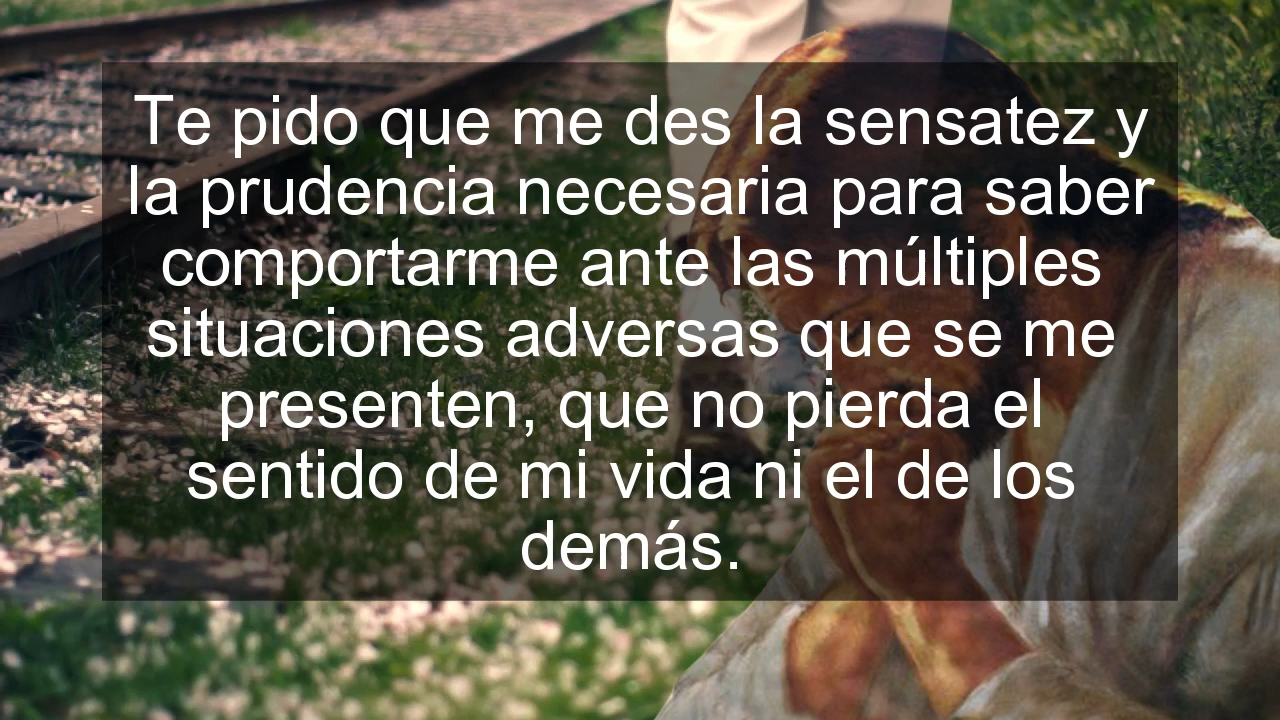 Te pido que me des la sensatez y
la prudencia necesaria para saber
comportarme ante las múltiples
situaciones adversas que se me
presenten, que no pierda el
sentido de mi vida ni el de los
demás.